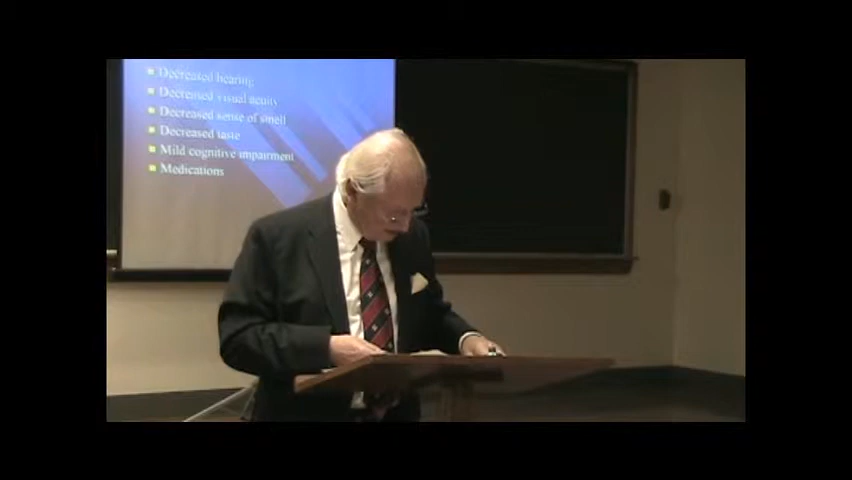 Decreased hearing
Decreased visual acuity
Decreased sense of smell
Decreased taste
Mild cognitive impairment
Medications